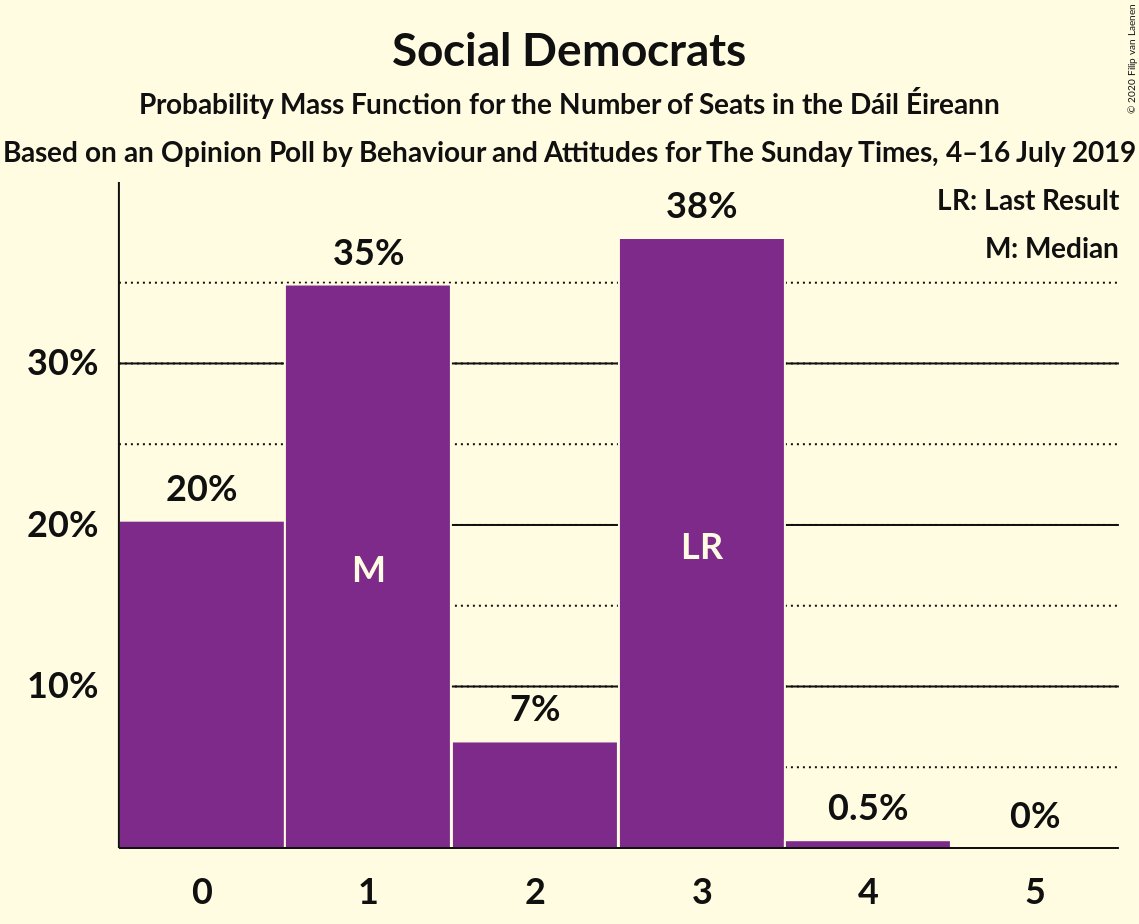 Social Democrats
Probability Mass Function for the Number of Seats in the Dáil Éireann
Based on an Opinion Poll by Behaviour and Attitudes for The Sunday Times, 4–16 July 2019
© 2020 Filip van Laenen
LR: Last Result
M: Median
38%
35%
30%
20%
20%
M
LR
10%
7%
0.5%
0%
0 1 2 3 4 5